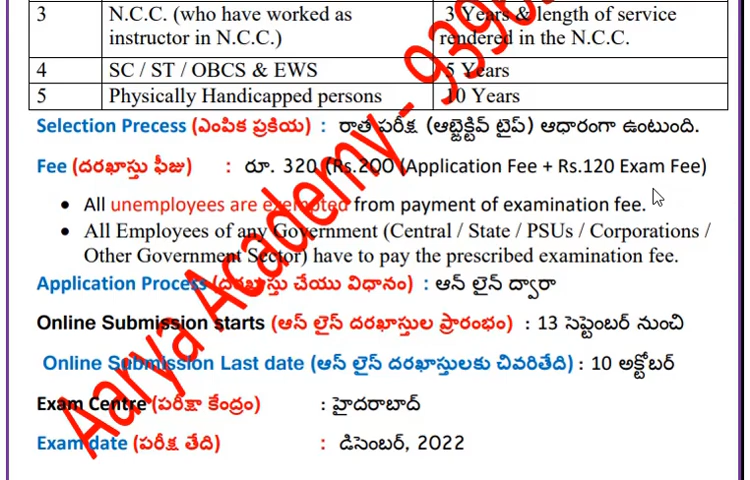 3 N.C.C. (who have worked as 3 Years & length of service
instructor in N.C.C.) rendered in the N.C.C.
4 SC / ST / OBCS & EWS 5 Years
5 Physically Handicapped persons 10 Years
Selection Precess (ఎంపిక ప్రకియ) : రాత పరీక్ష (ఆబ్జెక్టివ్ టైప్) ఆధారంగా ఉంటుంది.
Fee (దరఖాస్తు ఫీజు) : రూ. 320 (Rs.200 (Application Fee + Rs.120 Exam Fee)
• All unemployees are exempted from payment of examination fee.
• All Employees of any Government (Central / State / PSUs / Corporations /
Other Government Sector) have to pay the prescribed examination fee.
Application Process (దరఖాస్తు చేయు విధానం) : ఆన్ లైన్ ద్వారా
Online Submission starts (ఆన్ లైన్ దరఖాస్తుల ప్రారంభం) : 13 సెప్టెంబర్ నుంచి
Online Submission Last date (ఆన్ లైన్ దరఖాస్తులకు చివరితేది) : 10 అక్టోబర్
Exam Centre (పరీక్షా కేంద్రం) : హైదరాబాద్
Exam date (పరీక్ష తేది) : డిసెంబర్, 2022
Aarya Academy - 939